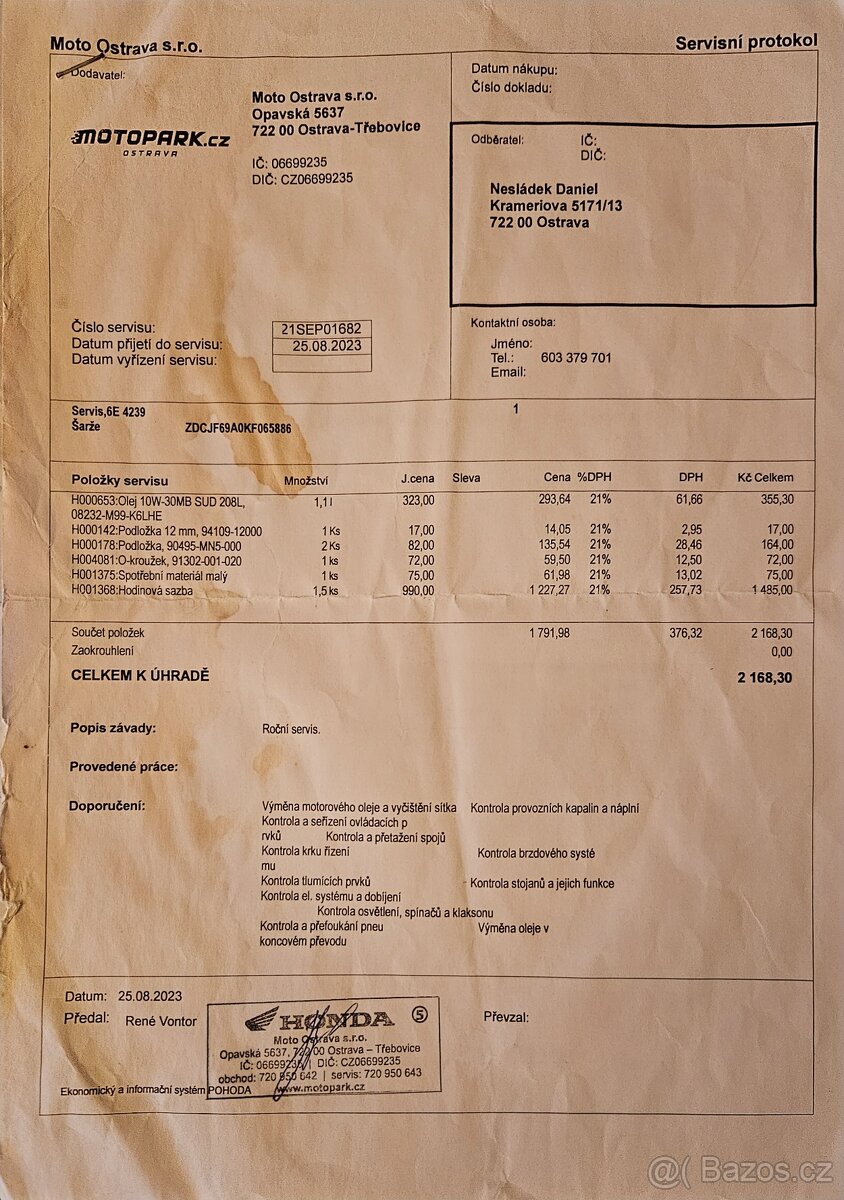 Moto Ostrava s.r.o. Servisní protokol
Dodavatel:
MOTOPARK.cz
OSTRAVA
Moto Ostrava s.r.o.
Opavská 5637
722 00 Ostrava-Třebovice
IČ: 06699235
DIČ: CZ06699235
Datum nákupu:
Číslo dokladu:
Odběratel: IČ:
DIČ:
Nesládek Daniel
Krameriova 5171/13
722 00 Ostrava
Číslo servisu: 21SEP01682
Datum přijetí do servisu: 25.08.2023
Datum vyřízení servisu:
Kontaktní osoba:
Jméno:
Tel.: 603 379 701
Email:
Servis,6E 4239 1
Šarže ZDCJF69A0KF065886
Položky servisu Množství J.cena Sleva Cena %DPH DPH Kč Celkem
H000653:Olej 10W-30MB SUD 208L, 1,1 l 323,00 293,64 21% 61,66 355,30
08232-M99-K6LHE
H000142:Podložka 12 mm, 94109-12000 1 Ks 17,00 14,05 21% 2,95 17,00
H000178:Podložka, 90495-MN5-000 2 Ks 82,00 135,54 21% 28,46 164,00
H004081:O-kroužek, 91302-001-020 1 ks 72,00 59,50 21% 12,50 72,00
H001375:Spotřební materiál malý 1 ks 75,00 61,98 21% 13,02 75,00
H001368:Hodinová sazba 1,5 ks 990,00 1 227,27 21% 257,73 1 485,00
Součet položek 1 791,98 376,32 2 168,30
Zaokrouhlení 0,00
CELKEM K ÚHRADĚ 2 168,30
Popis závady: Roční servis.
Provedené práce:
Doporučení: Výměna motorového oleje a vyčištění sítka Kontrola provozních kapalin a náplní
Kontrola a seřízení ovládacích p
rvků Kontrola a přetažení spojů
Kontrola krku řízení Kontrola brzdového systé
mu
Kontrola tlumících prvků - Kontrola stojanů a jejich funkce
Kontrola el. systému a dobíjení
Kontrola osvětlení, spínačů a klaksonu
Kontrola a přefoukání pneu Výměna oleje v
koncovém převodu
Datum: 25.08.2023
Předal: René Vontor
Převzal:
HONDA 5
Moto Ostrava s.r.o.
Opavská 5637, 722 00 Ostrava – Třebovice
IČ: 06699235 | DIČ: CZ06699235
obchod: 720 950 642 | servis: 720 950 643
www.motopark.cz
Ekonomický a informační systém POHODA
@( Bazos.cz